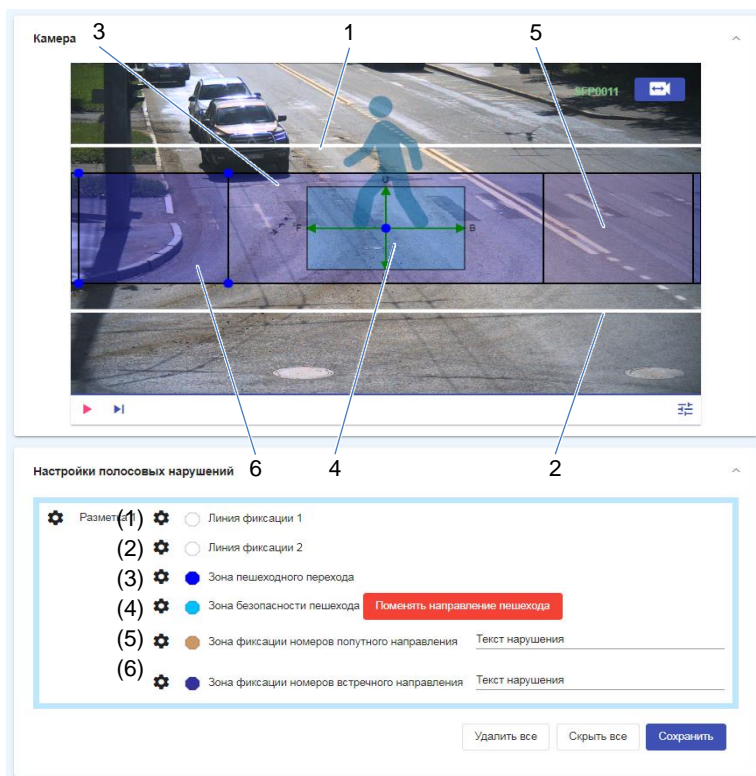 Камера
3
1
5
SFP0011
F
B
6
4
2
Настройки полосовых нарушений
Разметка 1
(1) Линия фиксации 1
(2) Линия фиксации 2
(3) Зона пешеходного перехода
(4) Зона безопасности пешехода Поменять направление пешехода
(5) Зона фиксации номеров попутного направления Текст нарушения
(6)
Зона фиксации номеров встречного направления Текст нарушения
Удалить все Скрыть все Сохранить